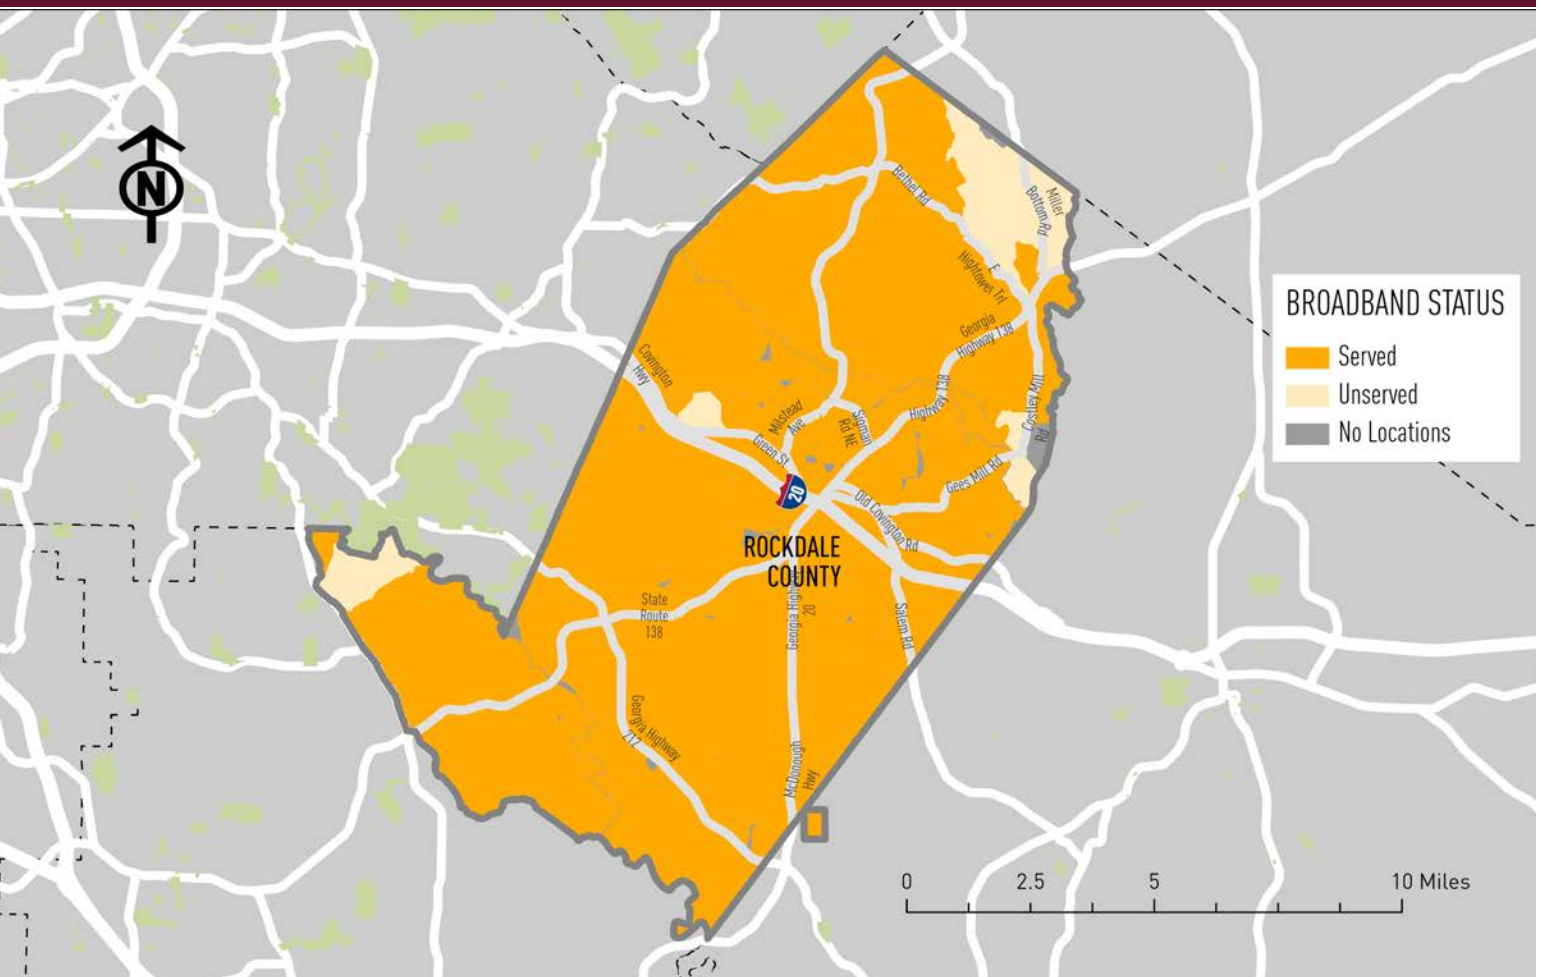 N
Bethel Rd
Miller
Bottom Rd
E
Hightower Trl
Georgia
Highway 138
Covington
Hwy
Highway 138
Costley Mill
Rd
Milstead
Ave
Sigman
Rd NE
Green St
Gees Mill Rd
20
Old Covington Rd
ROCKDALE
COUNTY
State
Route
138
Georgia Highway
20
Salem Rd
Georgia Highway
212
McDonough
Hwy
BROADBAND STATUS
Served
Unserved
No Locations
0 2.5 5 10 Miles